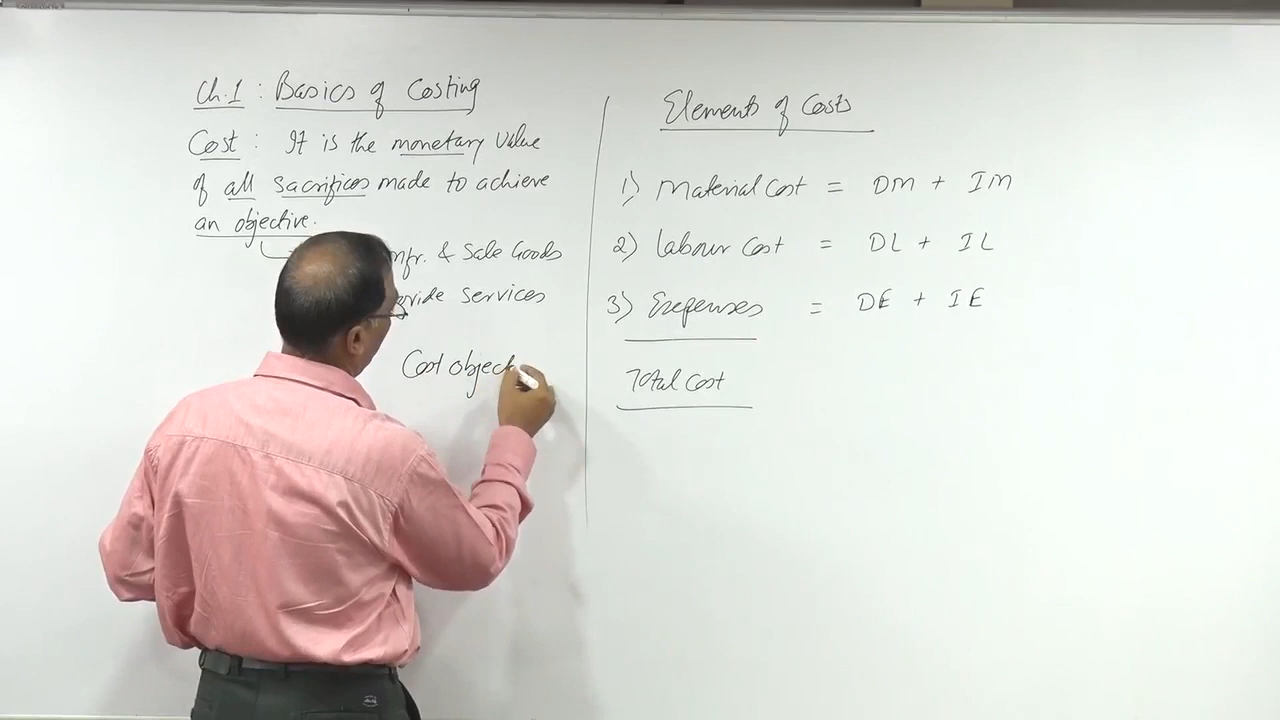 Ch.1 : Basics of Costing
Cost : It is the monetary value
of all sacrifices made to achieve
an objective.
mfr. & Sale Goods
services
Cost object
Elements of Costs
1) Material Cost = DM + IM
2) Labour Cost = DL + IL
3) Expenses = DE + IE
Total Cost